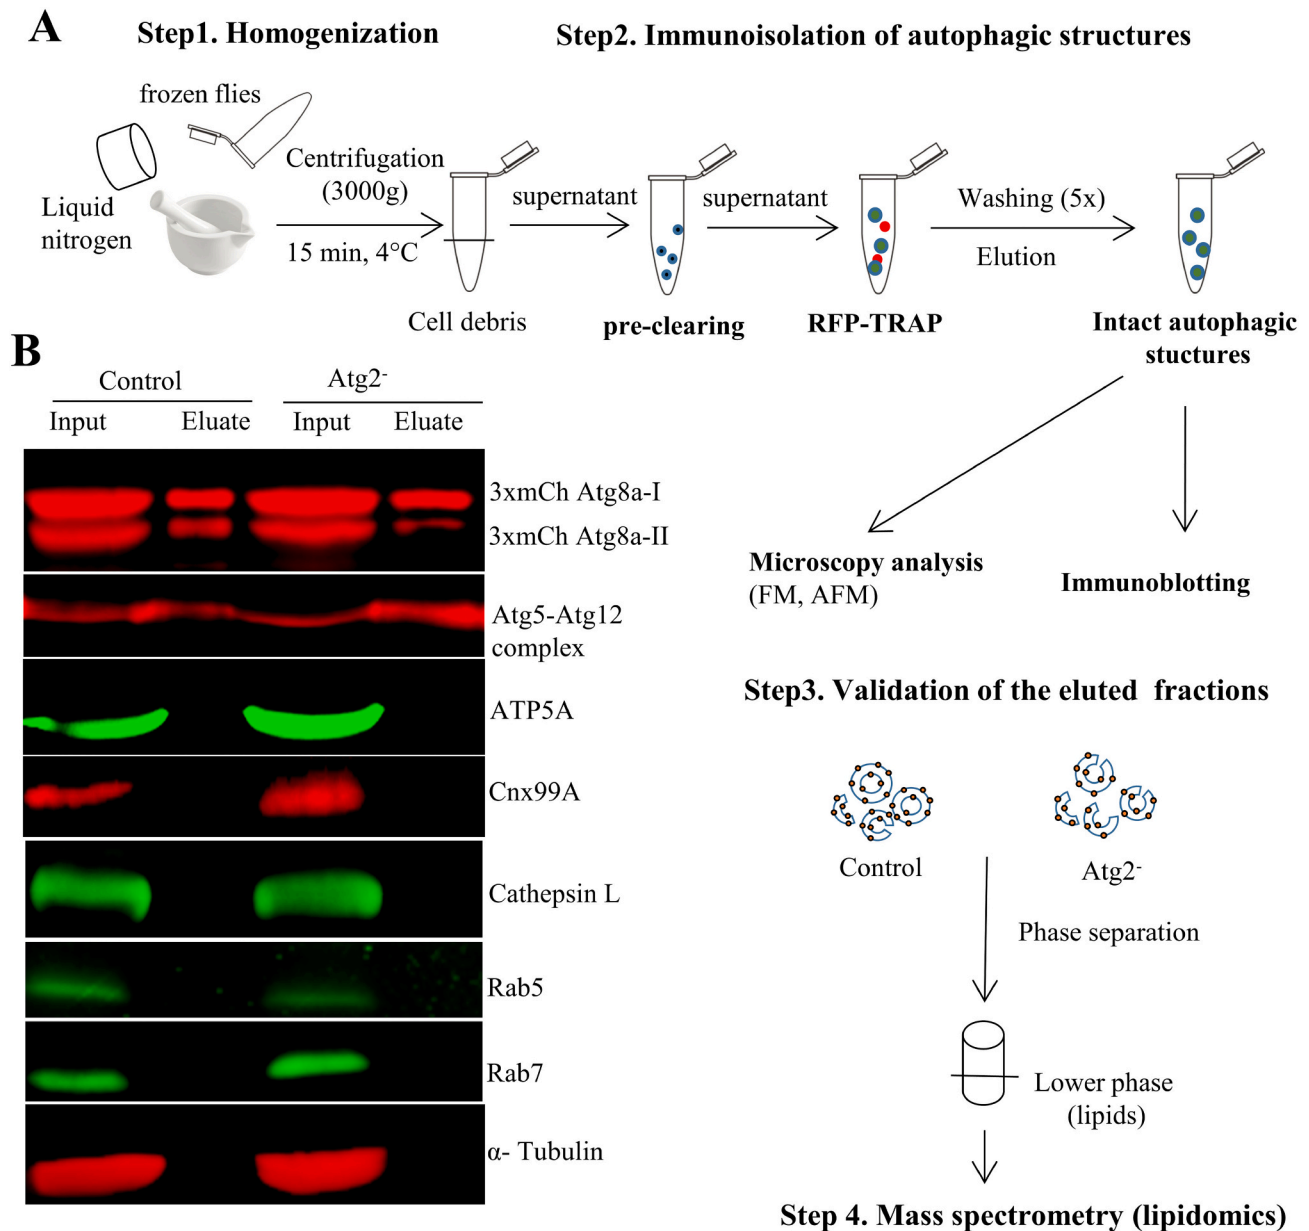 A
Step1. Homogenization
Step2. Immunoisolation of autophagic structures
frozen flies
Liquid
nitrogen
Centrifugation
(3000g)
15 min, 4°C
Cell debris
supernatant
pre-clearing
supernatant
RFP-TRAP
Washing (5x)
Elution
Intact autophagic
stuctures
Microscopy analysis
(FM, AFM)
Immunoblotting
Step3. Validation of the eluted fractions
Control
Atg2-
Phase separation
Lower phase
(lipids)
Step 4. Mass spectrometry (lipidomics)
B
Control
Atg2-
Input
Eluate
Input
Eluate
3xmCh Atg8a-I
3xmCh Atg8a-II
Atg5-Atg12
complex
ATP5A
Cnx99A
Cathepsin L
Rab5
Rab7
α- Tubulin